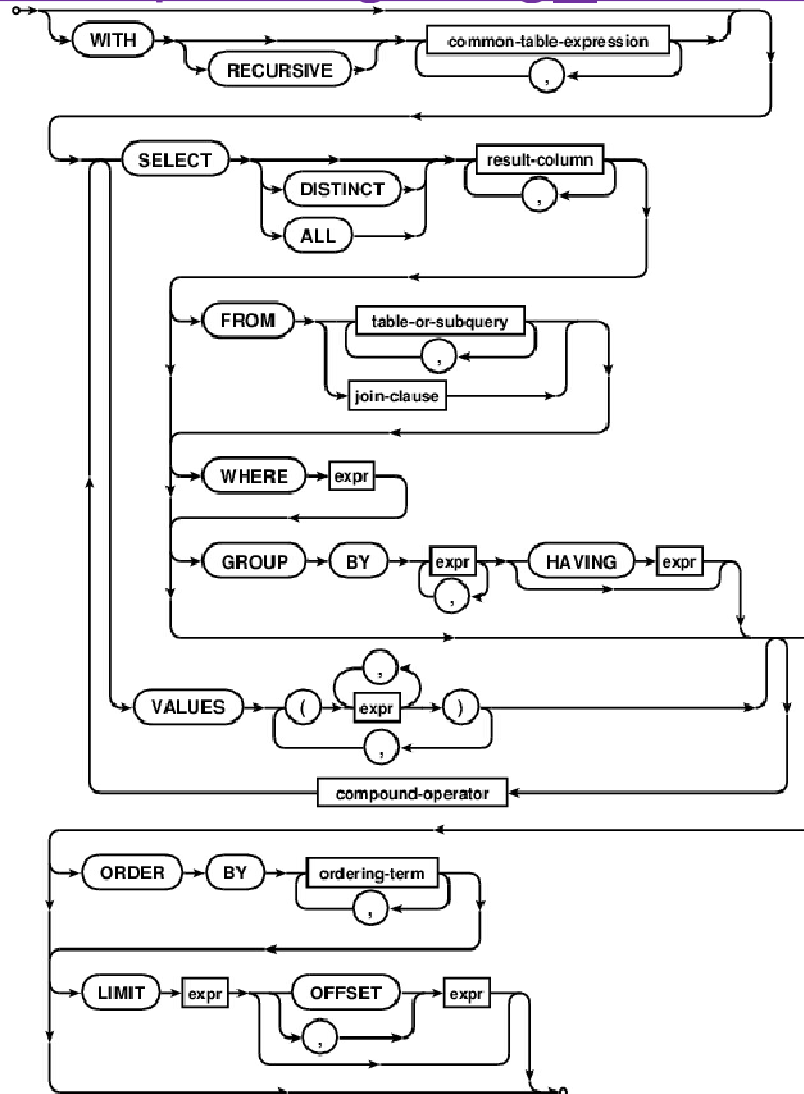 WITH
common-table-expression
RECURSIVE
,
SELECT
result-column
DISTINCT
,
ALL
FROM
table-or-subquery
,
join-clause
WHERE expr
GROUP BY expr HAVING expr
,
,
VALUES ( expr )
,
compound-operator
ORDER BY ordering-term
,
LIMIT expr OFFSET expr
,